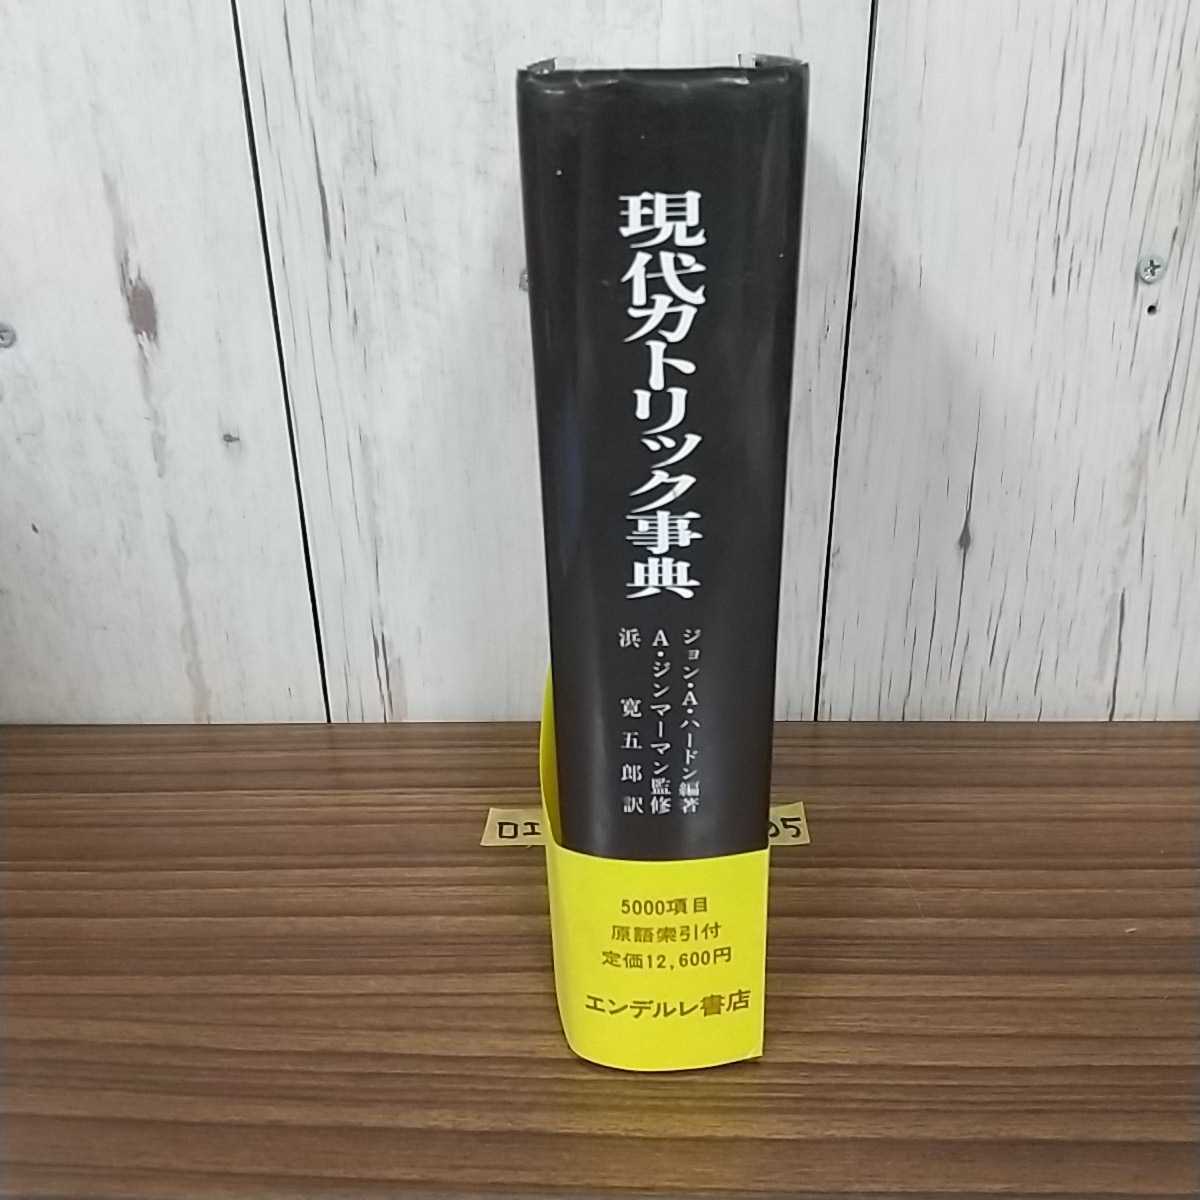 現代カトリック事典
ジョン・A・ハードン編著
A・ジンマーマン監修
浜寛五郎訳
5000項目
原語索引付
定価12,600円
エンデルレ書店